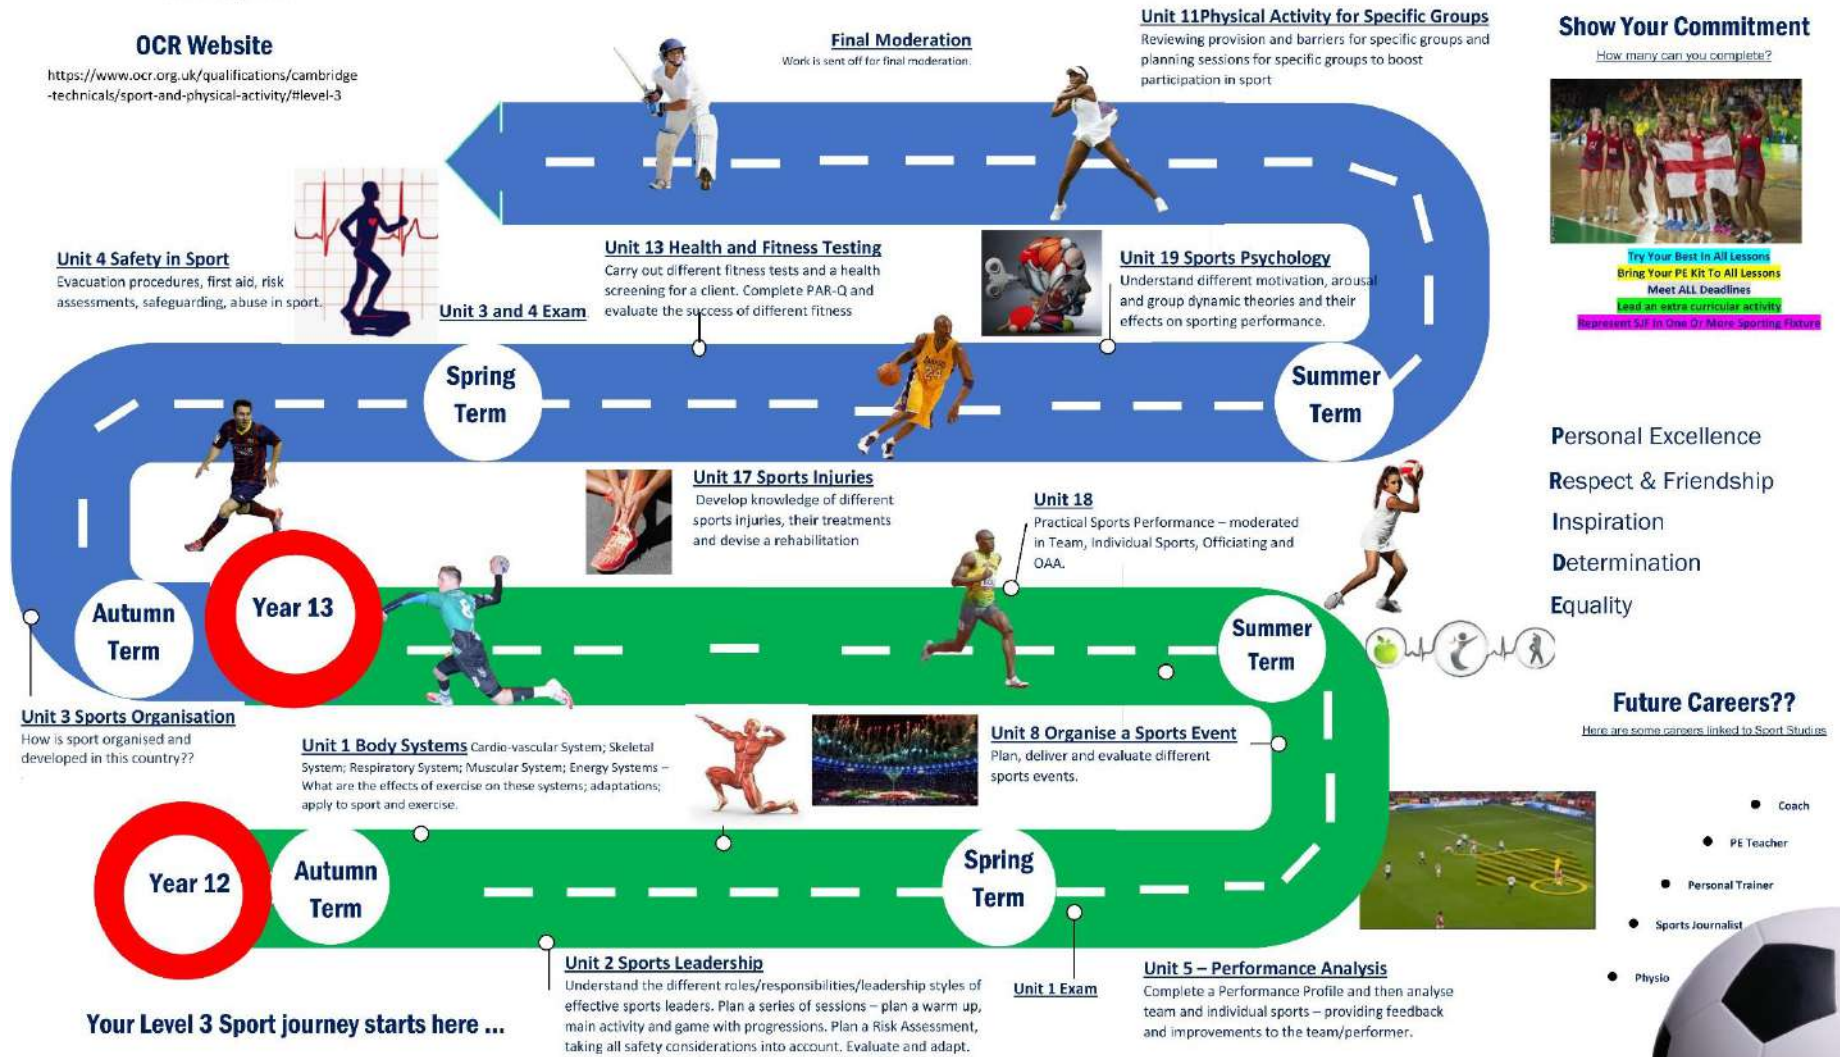 OCR Website
https://www.ocr.org.uk/qualifications/cambridge
-technicals/sport-and-physical-activity/#level-3
Final Moderation
Work is sent off for final moderation.
Unit 11Physical Activity for Specific Groups
Reviewing provision and barriers for specific groups and
planning sessions for specific groups to boost
participation in sport
Show Your Commitment
How many can you complete?
Try Your Best In All Lessons
Bring Your PE Kit To All Lessons
Meet ALL Deadlines
Lead an extra curricular activity
Represent SJF In One Or More Sporting Fixture
Unit 4 Safety in Sport
Evacuation procedures, first aid, risk
assessments, safeguarding, abuse in sport.
Unit 3 and 4 Exam
Unit 13 Health and Fitness Testing
Carry out different fitness tests and a health
screening for a client. Complete PAR-Q and
evaluate the success of different fitness
Unit 19 Sports Psychology
Understand different motivation, arousal
and group dynamic theories and their
effects on sporting performance.
Spring
Term
24
Summer
Term
Personal Excellence
Respect & Friendship
Inspiration
Determination
Equality
Unit 17 Sports Injuries
Develop knowledge of different
sports injuries, their treatments
and devise a rehabilitation
Unit 18
Practical Sports Performance – moderated
in Team, Individual Sports, Officiating and
OAA.
Autumn
Term
Year 13
Summer
Term
Unit 3 Sports Organisation
How is sport organised and
developed in this country??
Unit 1 Body Systems Cardio-vascular System; Skeletal
System; Respiratory System; Muscular System; Energy Systems –
What are the effects of exercise on these systems; adaptations;
apply to sport and exercise.
Unit 8 Organise a Sports Event
Plan, deliver and evaluate different
sports events.
Future Careers??
Here are some careers linked to Sport Studies
Coach
PE Teacher
Personal Trainer
Sports Journalist
Physio
Year 12
Autumn
Term
Spring
Term
Unit 2 Sports Leadership
Understand the different roles/responsibilities/leadership styles of
effective sports leaders. Plan a series of sessions – plan a warm up,
main activity and game with progressions. Plan a Risk Assessment,
taking all safety considerations into account. Evaluate and adapt.
Unit 1 Exam
Unit 5 – Performance Analysis
Complete a Performance Profile and then analyse
team and individual sports – providing feedback
and improvements to the team/performer.
Your Level 3 Sport journey starts here ...